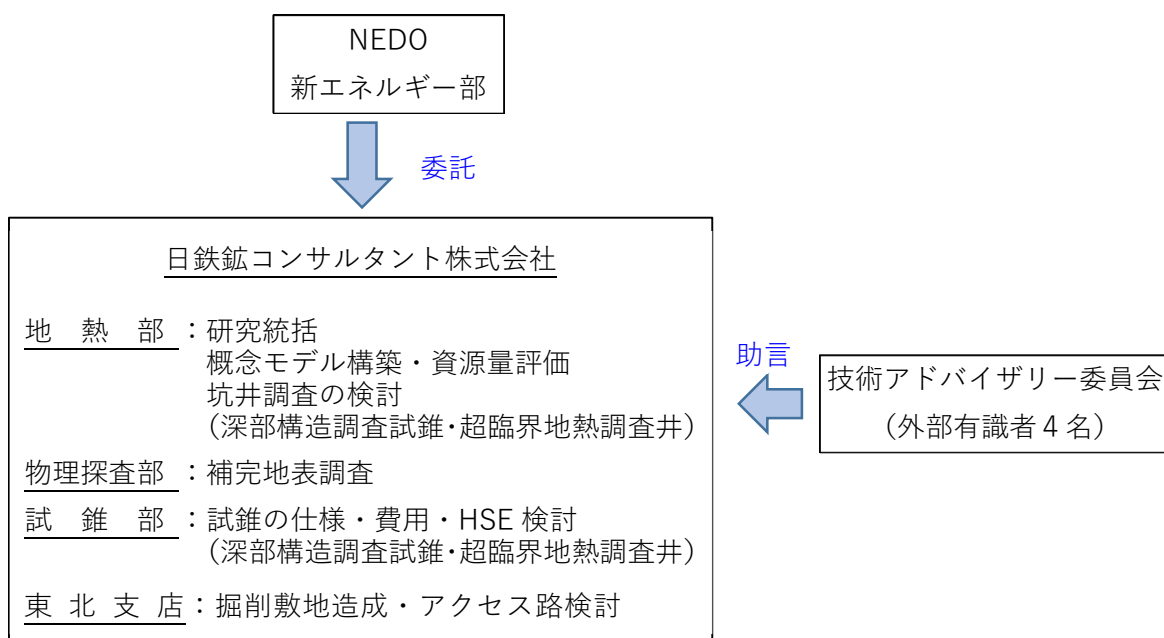 NEDO
新エネルギー部
委託
日鉄鉱コンサルタント株式会社
地 熱 部 ：研究統括
概念モデル構築・資源量評価
坑井調査の検討
（深部構造調査試錐・超臨界地熱調査井）
物理探査部 ：補完地表調査
試 錐 部 ：試錐の仕様・費用・HSE 検討
（深部構造調査試錐・超臨界地熱調査井）
東 北 支 店：掘削敷地造成・アクセス路検討
助言
技術アドバイザリー委員会
（外部有識者 4 名）